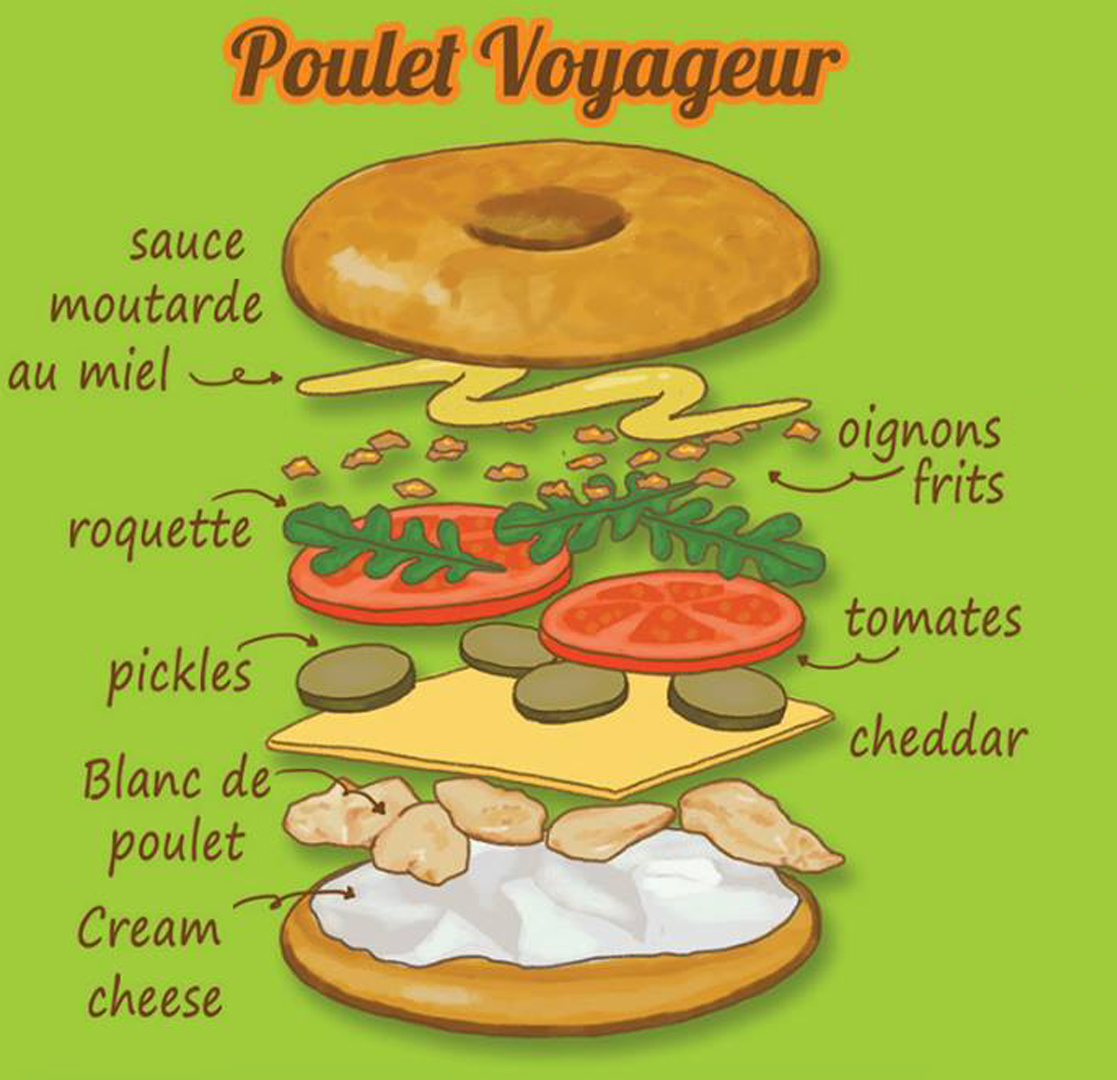 Poulet Voyageur
sauce
moutarde
au miel
oignons
frits
roquette
tomates
pickles
cheddar
Blanc de
poulet
Cream
cheese